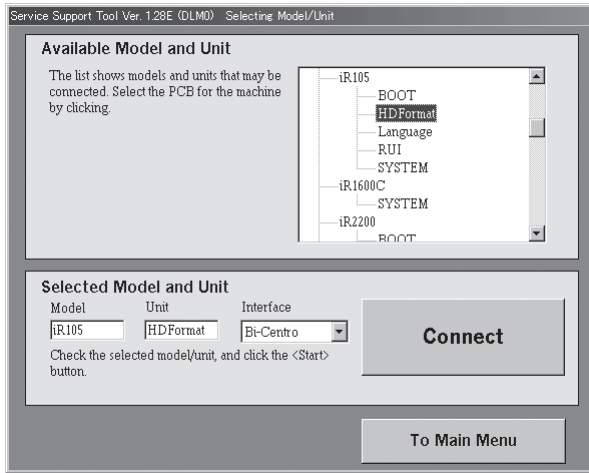 Service Support Tool Ver. 1.28E (DLM0) Selecting Model/Unit
Available Model and Unit
The list shows models and units that may be
connected. Select the PCB for the machine
by clicking.
iR105
BOOT
HDFormat
Language
RUI
SYSTEM
iR1600C
SYSTEM
iR2200
BOOT
Selected Model and Unit
Model Unit Interface
iR105 HDFormat Bi-Centro
Check the selected model/unit, and click the <Start>
button.
Connect
To Main Menu